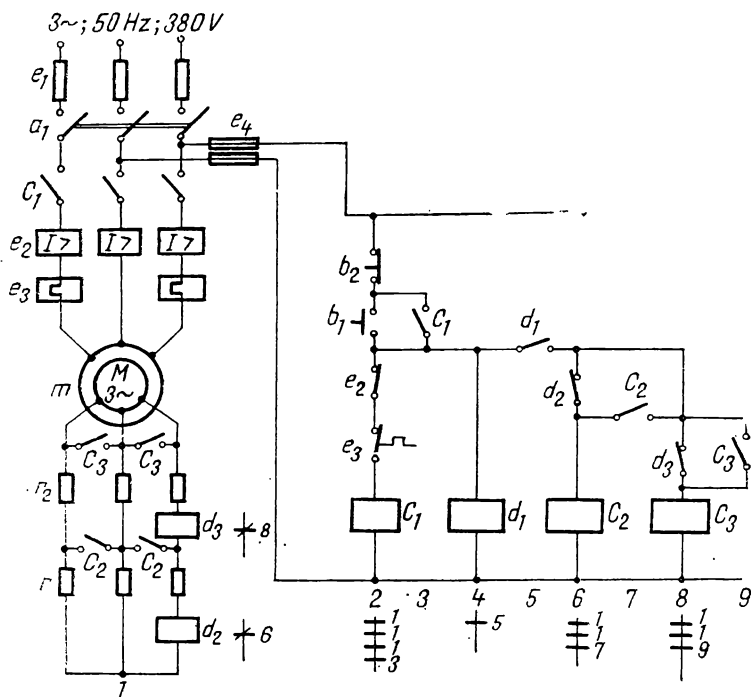 3~; 50 Hz; 380V
e₁
a₁
e₄
C₁
e₂ I> I> I>
e₃
b₂
b₁ C₁
d₁
m M 3~
e₂
d₂ C₂
C₃ C₃
e₃
d₃ C₃
r₂
C₁ d₁ C₂ C₃
d₃ 8
C₂ C₂
r
d₂ 6
1
2 3 4 5 6 7 8 9
1 5 1 1
1 1 1
1 7 9
3